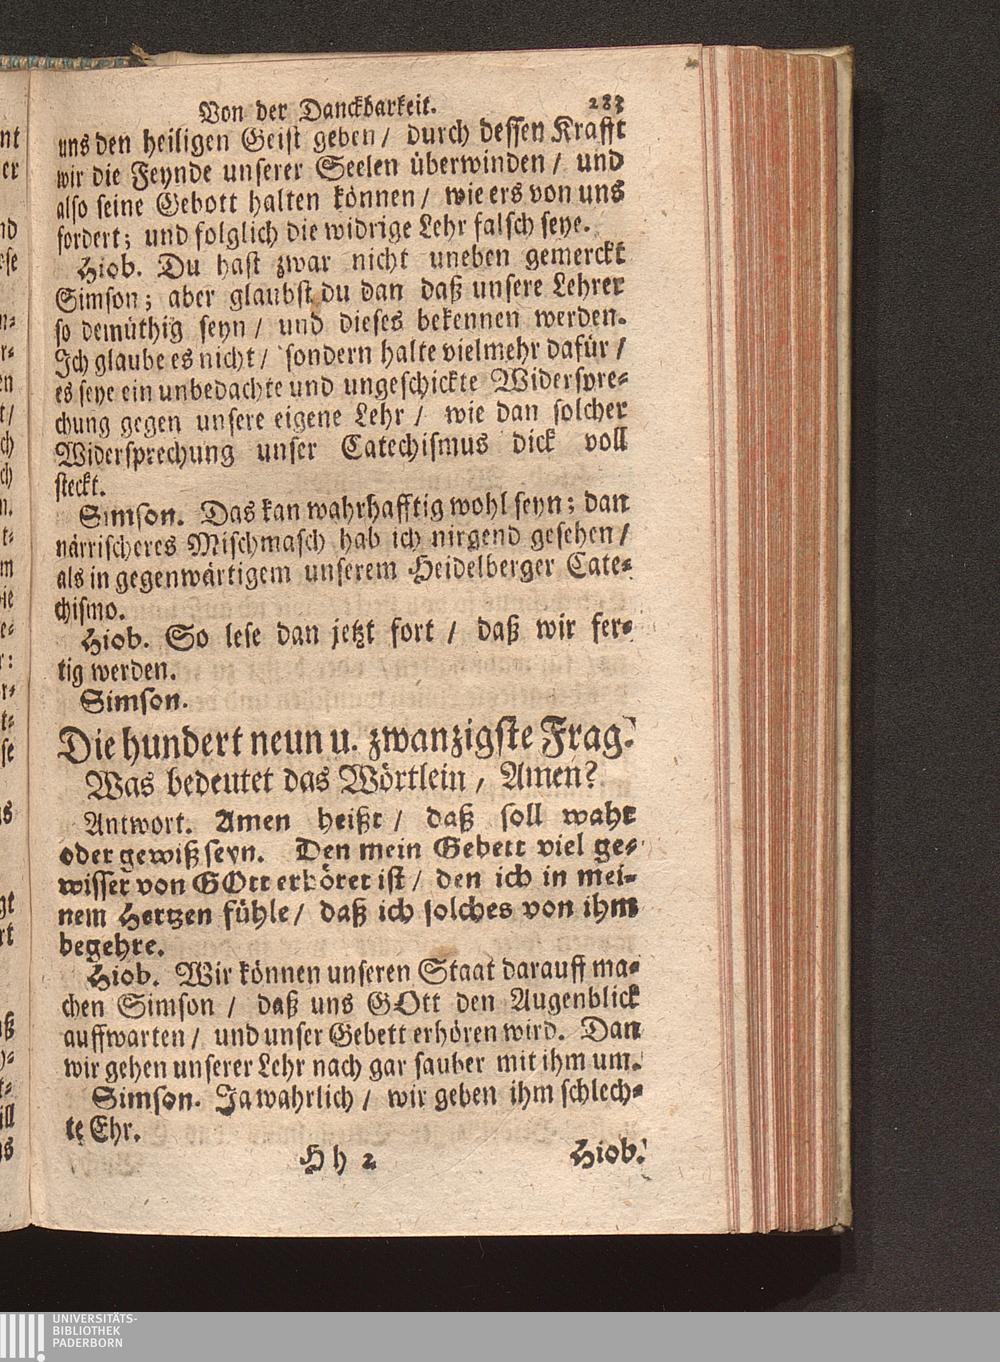 Von der Danckbarkeit. 283
uns den heiligen Geist geben / durch dessen Krafft
wir die Feynde unserer Seelen überwinden / und
also seine Gebott halten können / wie ers von uns
fordert; und folglich die widrige Lehr falsch seye.
Hiob. Du hast zwar nicht uneben gemerckt
Simson; aber glaubst du dan daß unsere Lehrer
so demüthig seyn / und dieses bekennen werden.
Ich glaube es nicht / sondern halte vielmehr dafür /
es seye ein unbedachte und ungeschickte Widerspre-
chung gegen unsere eigene Lehr / wie dan solcher
Widersprechung unser Catechismus dick voll
steckt.
Simson. Das kan wahrhafftig wohl seyn; dan
närrischeres Mischmasch hab ich nirgend gesehen /
als in gegenwärtigem unserem Heidelberger Cate-
chismo.
Hiob. So lese dan jetzt fort / daß wir fer-
tig werden.
Simson.
Die hundert neun u. zwanzigste Frag.
Was bedeutet das Wörtlein / Amen?
Antwort. Amen heißt / daß soll wahr
oder gewiß seyn. Den mein Gebett viel ge-
wisser von GOtt erhöret ist / den ich in mei-
nem Hertzen fühle / daß ich solches von ihm
begehre.
Hiob. Wir können unseren Staat darauff ma-
chen Simson / daß uns GOtt den Augenblick
auffwarten / und unser Gebett erhören wird. Dan
wir gehen unserer Lehr nach gar sauber mit ihm um.
Simson. Ja wahrlich / wir geben ihm schlech-
te Ehr.
Hh 2 Hiob.
UNIVERSITÄTS-
BIBLIOTHEK
PADERBORN